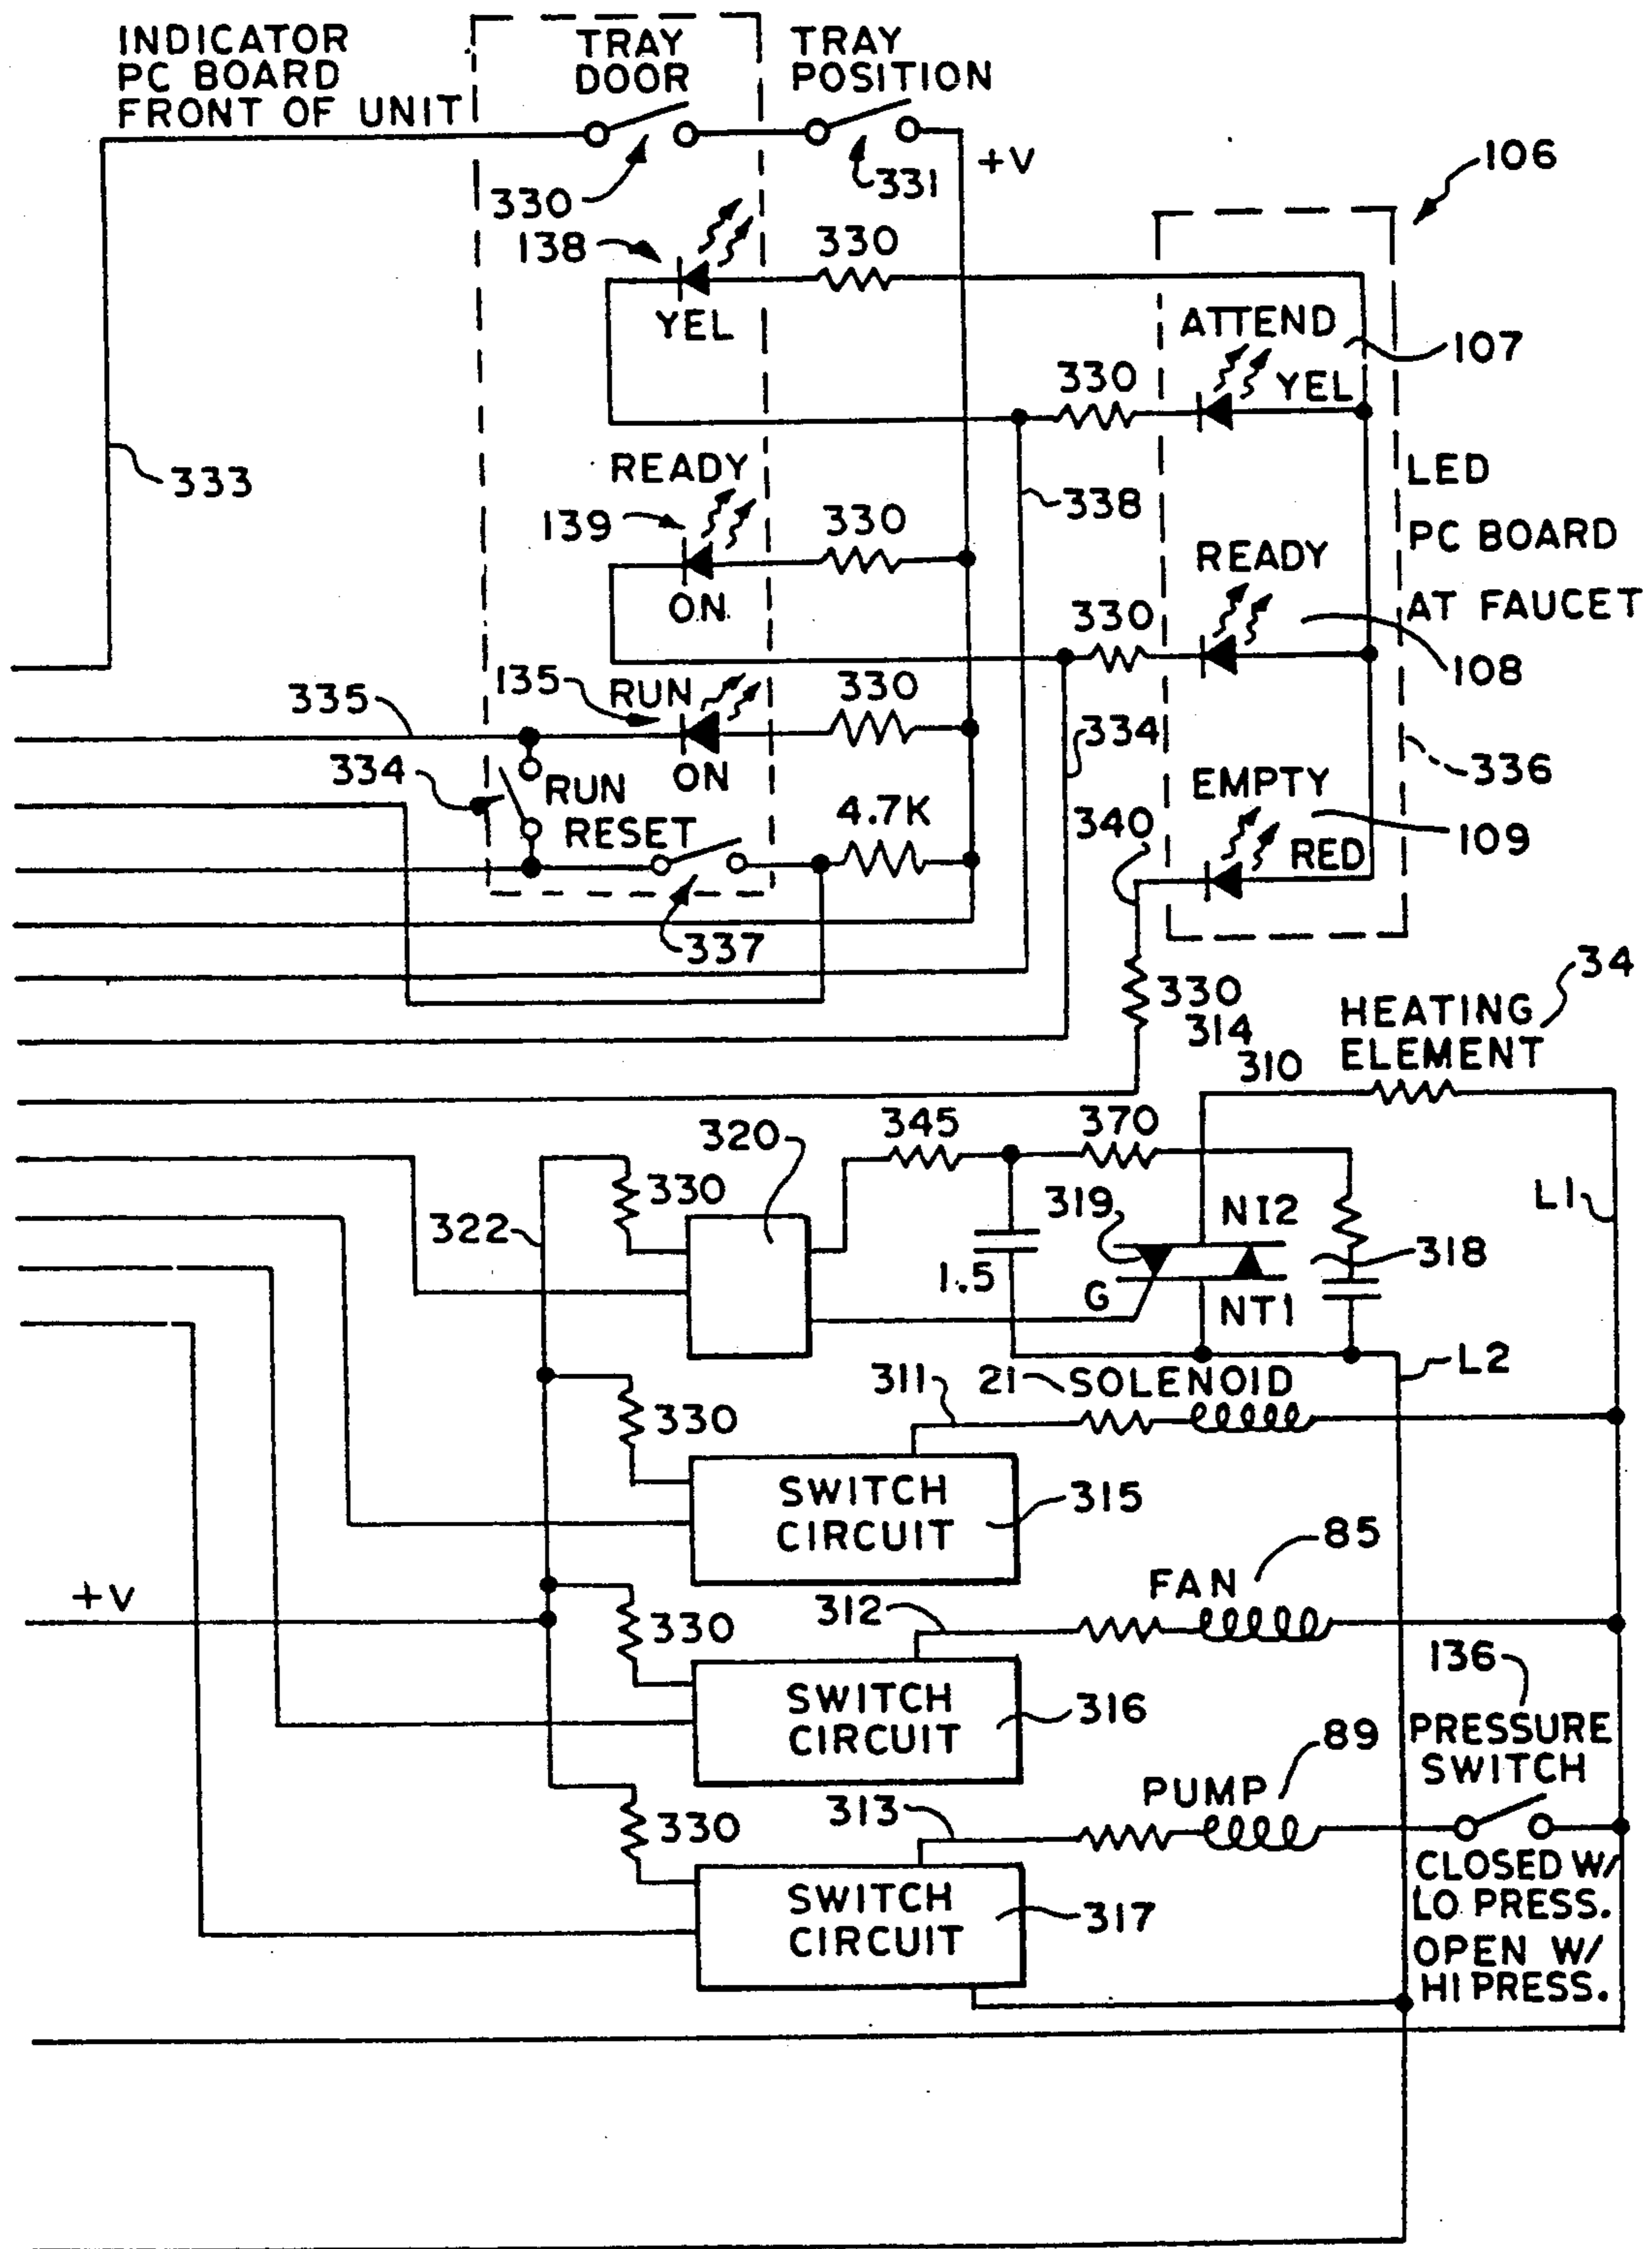 INDICATOR
PC BOARD
FRONT OF UNIT
TRAY
DOOR
TRAY
POSITION
330
331
+V
106
138
330
YEL
ATTEND
107
330
YEL
333
READY
338
LED
139
330
PC BOARD
READY
ON
AT FAUCET
330
108
335
135
RUN
330
334
334
ON
336
RUN
EMPTY
4.7K
340
RESET
109
RED
337
34
330
HEATING
314
ELEMENT
310
320
345
370
330
319
NI2
L1
322
318
1.5
G
NT1
L2
311
21
SOLENOID
330
SWITCH
CIRCUIT
315
85
FAN
+V
312
330
136
SWITCH
CIRCUIT
316
PRESSURE
SWITCH
89
PUMP
313
330
CLOSED W/
LO PRESS.
SWITCH
CIRCUIT
317
OPEN W/
HI PRESS.